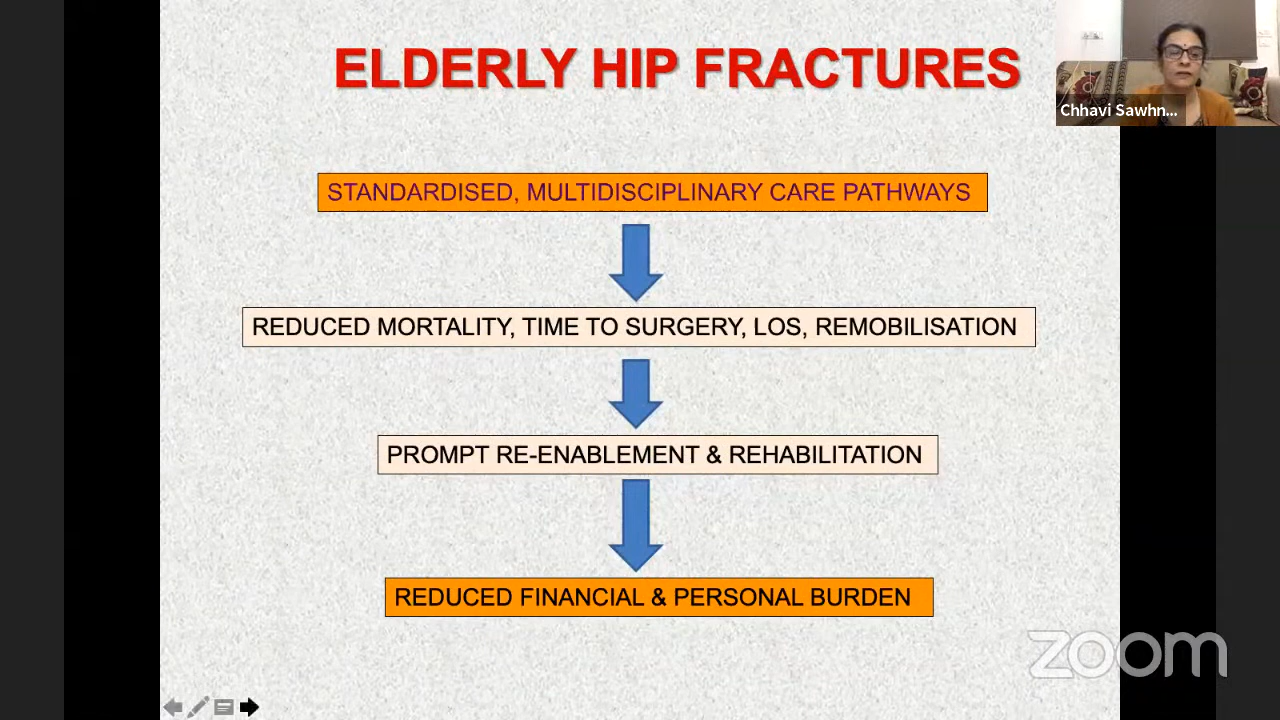 ELDERLY HIP FRACTURES
Chhavi Sawhn...
STANDARDISED, MULTIDISCIPLINARY CARE PATHWAYS
REDUCED MORTALITY, TIME TO SURGERY, LOS, REMOBILISATION
PROMPT RE-ENABLEMENT & REHABILITATION
REDUCED FINANCIAL & PERSONAL BURDEN
zoom